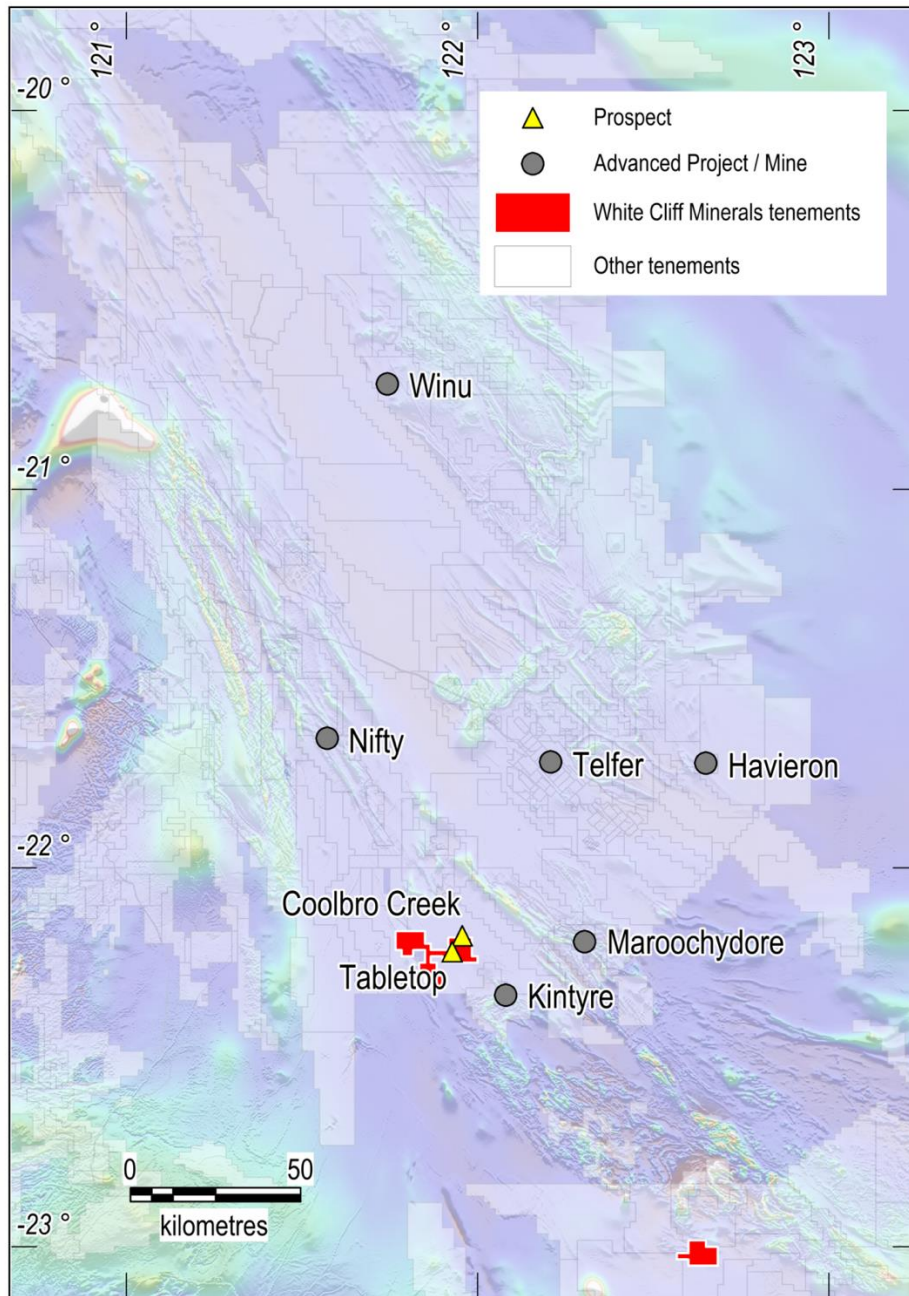 121
122
123
-20 °
Prospect
Advanced Project / Mine
White Cliff Minerals tenements
Other tenements
Winu
-21 °
Nifty
Telfer
Havieron
-22 °
Coolbro Creek
Maroochydore
Tabletop
Kintyre
0 50
kilometres
-23 °